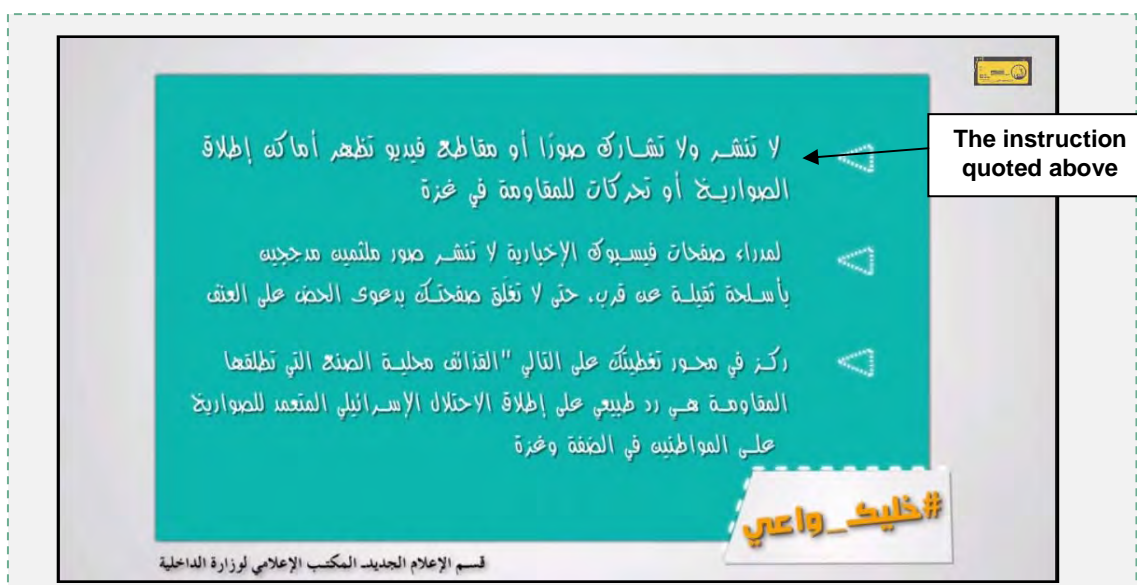 لا تنشر ولا تشارك صورًا أو مقاطع فيديو تظهر أماكن إطلاق
الصواريخ أو تحركات للمقاومة في غزة
The instruction
quoted above
لمدراء صفحات فيسبوك الإخبارية لا تنشر صور ملثمين مدججين
بأسلحة ثقيلة عن قرب، حتى لا تغلق صفحتك بدعوى الحض على العنف
ركز في محور تغطيتك على التالي "القذائف محلية الصنع التي تطلقها
المقاومة هي رد طبيعي على إطلاق الاحتلال الإسرائيلي المتعمد للصواريخ
على المواطنين في الضفة وغزة
#خليك_واعي
قسم الإعلام الجديد- المكتب الإعلامي لوزارة الداخلية